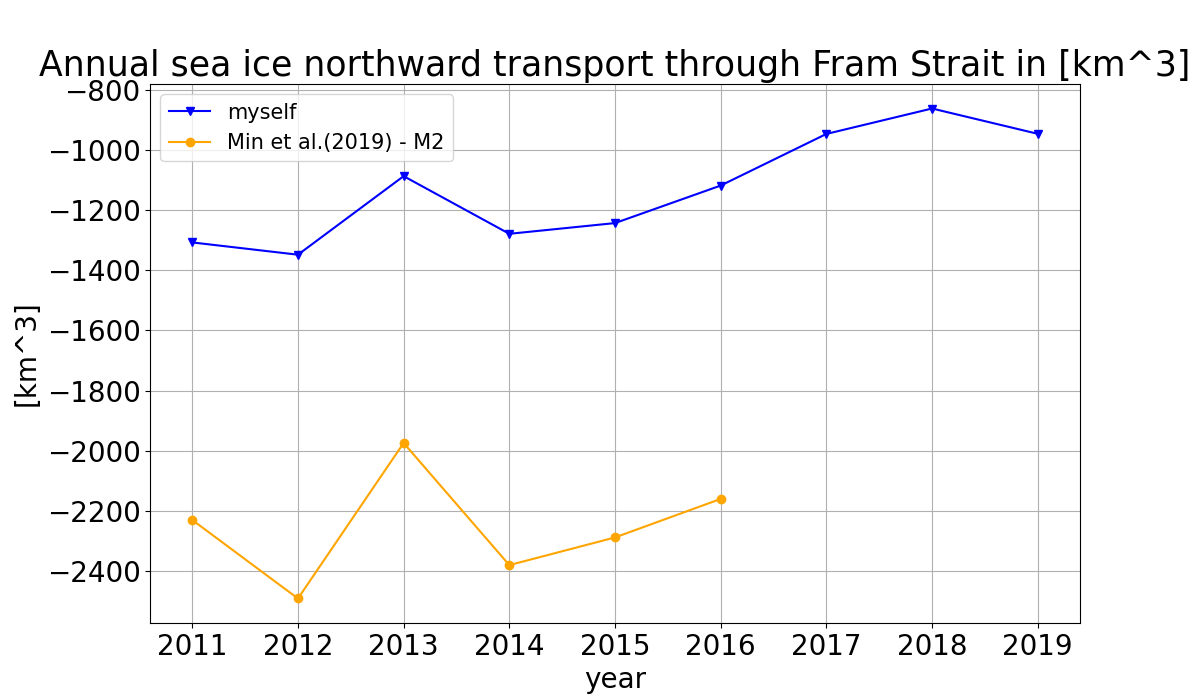 Annual sea ice northward transport through Fram Strait in [km^3]
myself
Min et al.(2019) - M2
[km^3]
−800
−1000
−1200
−1400
−1600
−1800
−2000
−2200
−2400
2011 2012 2013 2014 2015 2016 2017 2018 2019
year